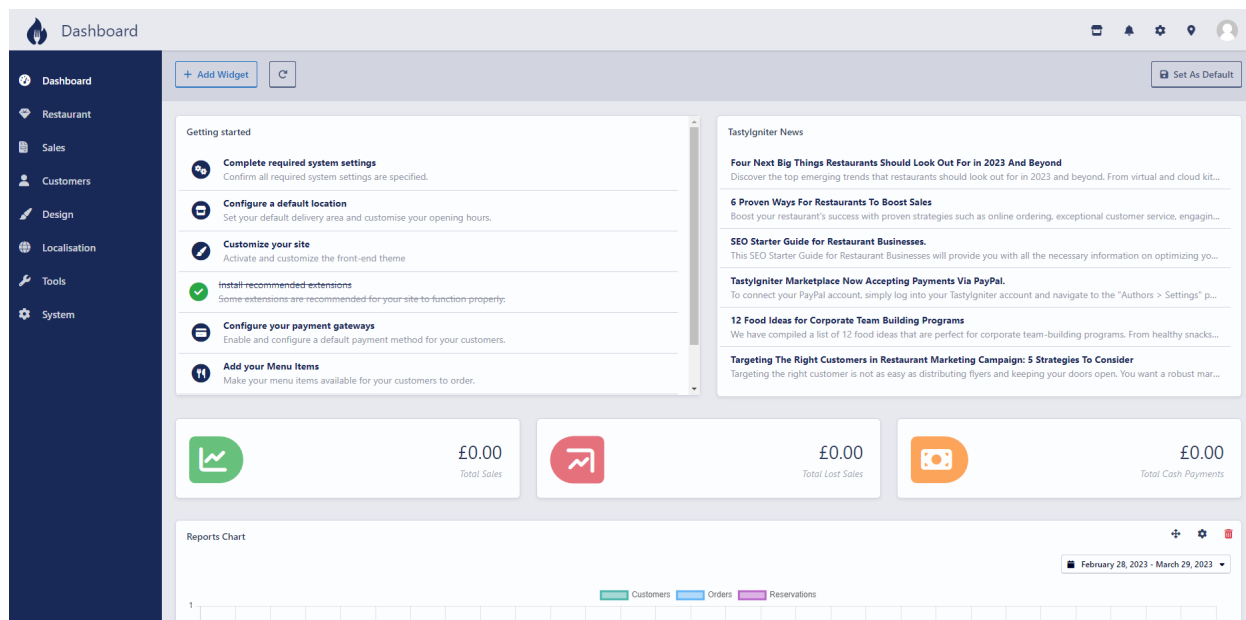 Dashboard
Dashboard
Restaurant
Sales
Customers
Design
Localisation
Tools
System
+ Add Widget
Set As Default
Getting started
Complete required system settings
Confirm all required system settings are specified.
Configure a default location
Set your default delivery area and customise your opening hours.
Customize your site
Activate and customize the front-end theme
Install recommended extensions
Some extensions are recommended for your site to function properly.
Configure your payment gateways
Enable and configure a default payment method for your customers.
Add your Menu Items
Make your menu items available for your customers to order.
TastyIgniter News
Four Next Big Things Restaurants Should Look Out For in 2023 And Beyond
Discover the top emerging trends that restaurants should look out for in 2023 and beyond. From virtual and cloud kit...
6 Proven Ways For Restaurants To Boost Sales
Boost your restaurant's success with proven strategies such as online ordering, exceptional customer service, engagin...
SEO Starter Guide for Restaurant Businesses.
This SEO Starter Guide for Restaurant Businesses will provide you with all the necessary information on optimizing yo...
TastyIgniter Marketplace Now Accepting Payments Via PayPal.
To connect your PayPal account, simply log into your TastyIgniter account and navigate to the "Authors > Settings" p...
12 Food Ideas for Corporate Team Building Programs
We have compiled a list of 12 food ideas that are perfect for corporate team-building programs. From healthy snacks...
Targeting The Right Customers in Restaurant Marketing Campaign: 5 Strategies To Consider
Targeting the right customer is not as easy as distributing flyers and keeping your doors open. You want a robust mar...
£0.00
Total Sales
£0.00
Total Lost Sales
£0.00
Total Cash Payments
Reports Chart
February 28, 2023 - March 29, 2023
Customers Orders Reservations
1